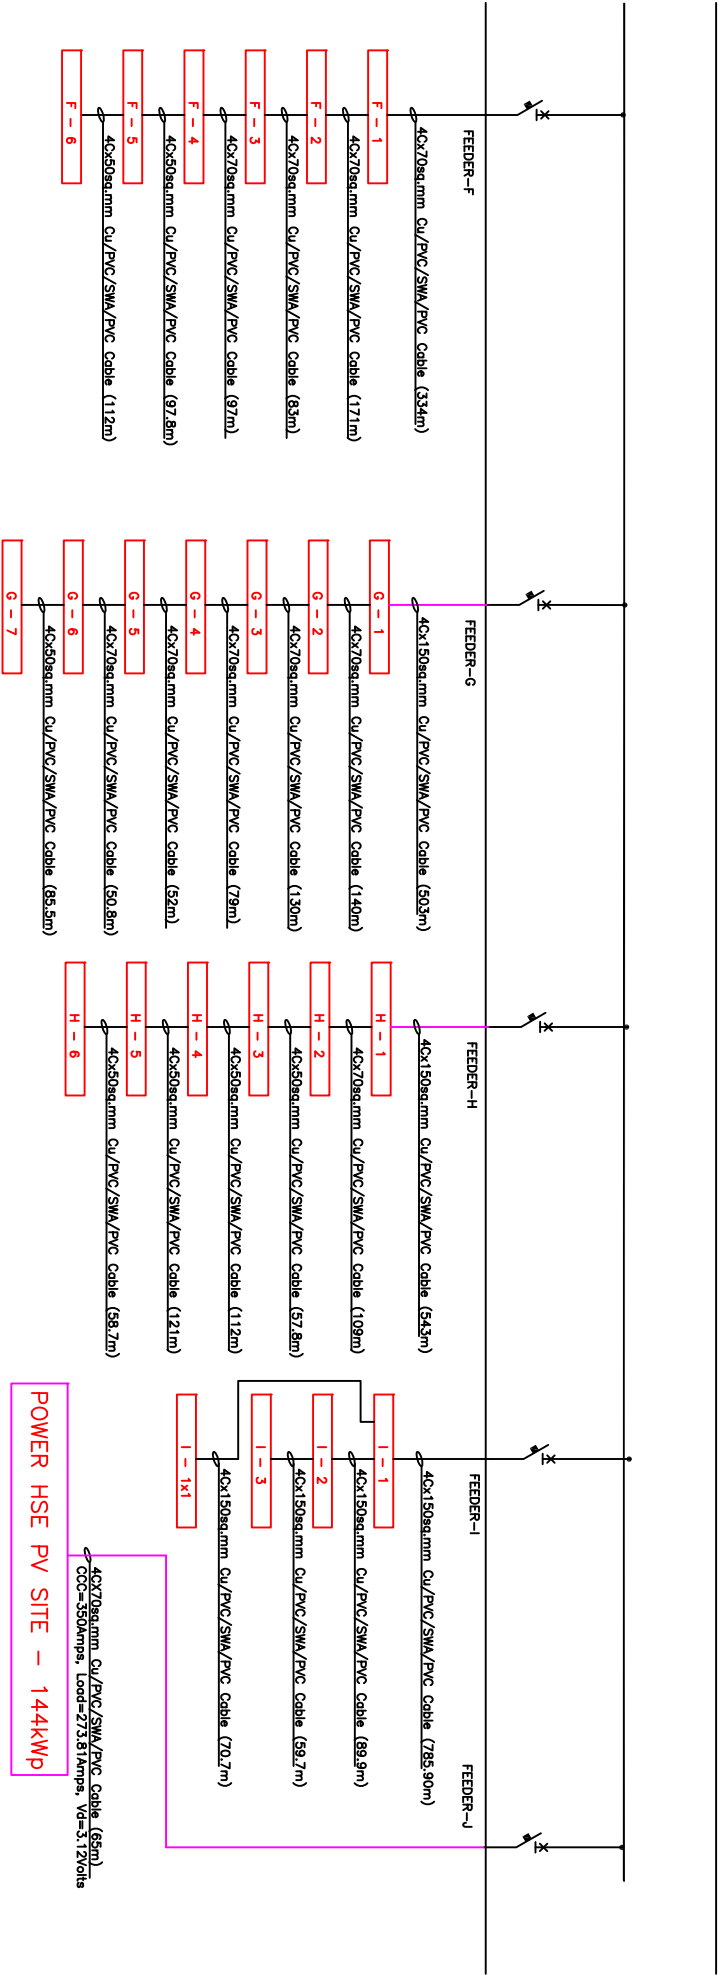 FEEDER-F
4Cx70sq.mm Cu/PVC/SWA/PVC Cable (334m)
F - 1
4Cx70sq.mm Cu/PVC/SWA/PVC Cable (171m)
F - 2
4Cx70sq.mm Cu/PVC/SWA/PVC Cable (83m)
F - 3
4Cx70sq.mm Cu/PVC/SWA/PVC Cable (97m)
F - 4
4Cx50sq.mm Cu/PVC/SWA/PVC Cable (97.8m)
F - 5
4Cx50sq.mm Cu/PVC/SWA/PVC Cable (112m)
F - 6
FEEDER-G
4Cx150sq.mm Cu/PVC/SWA/PVC Cable (503m)
G - 1
4Cx70sq.mm Cu/PVC/SWA/PVC Cable (140m)
G - 2
4Cx70sq.mm Cu/PVC/SWA/PVC Cable (130m)
G - 3
4Cx70sq.mm Cu/PVC/SWA/PVC Cable (79m)
G - 4
4Cx70sq.mm Cu/PVC/SWA/PVC Cable (52m)
G - 5
4Cx70sq.mm Cu/PVC/SWA/PVC Cable (50.8m)
G - 6
4Cx50sq.mm Cu/PVC/SWA/PVC Cable (85.5m)
G - 7
FEEDER-H
4Cx150sq.mm Cu/PVC/SWA/PVC Cable (543m)
H - 1
4Cx70sq.mm Cu/PVC/SWA/PVC Cable (109m)
H - 2
4Cx50sq.mm Cu/PVC/SWA/PVC Cable (57.8m)
H - 3
4Cx50sq.mm Cu/PVC/SWA/PVC Cable (112m)
H - 4
4Cx50sq.mm Cu/PVC/SWA/PVC Cable (121m)
H - 5
4Cx50sq.mm Cu/PVC/SWA/PVC Cable (58.7m)
H - 6
FEEDER-I
4Cx150sq.mm Cu/PVC/SWA/PVC Cable (785.90m)
I - 1
4Cx150sq.mm Cu/PVC/SWA/PVC Cable (89.9m)
I - 2
4Cx150sq.mm Cu/PVC/SWA/PVC Cable (59.7m)
I - 3
4Cx150sq.mm Cu/PVC/SWA/PVC Cable (70.7m)
I - 1x1
FEEDER-J
4CX70sq.mm Cu/PVC/SWA/PVC Cable (65m)
CCC=350Amps, Load=273.81Amps, Vd=3.12Volts
POWER HSE PV SITE - 144kWp